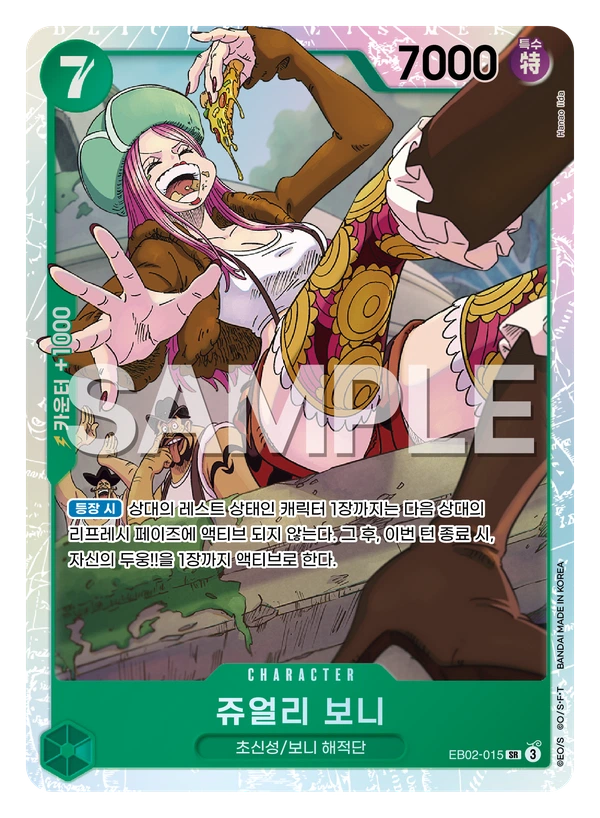 7
7000
특수
特
Hanao Iida
카운터 +1000
SAMPLE
등장 시 상대의 레스트 상태인 캐릭터 1장까지는 다음 상대의
리프레시 페이즈에 액티브 되지 않는다. 그 후, 이번 턴 종료 시,
자신의 두웅!!을 1장까지 액티브로 한다.
CHARACTER
쥬얼리 보니
초신성/보니 해적단
EB02-015 SR 3
©E.O/S ©O/S·F·T BANDAI MADE IN KOREA